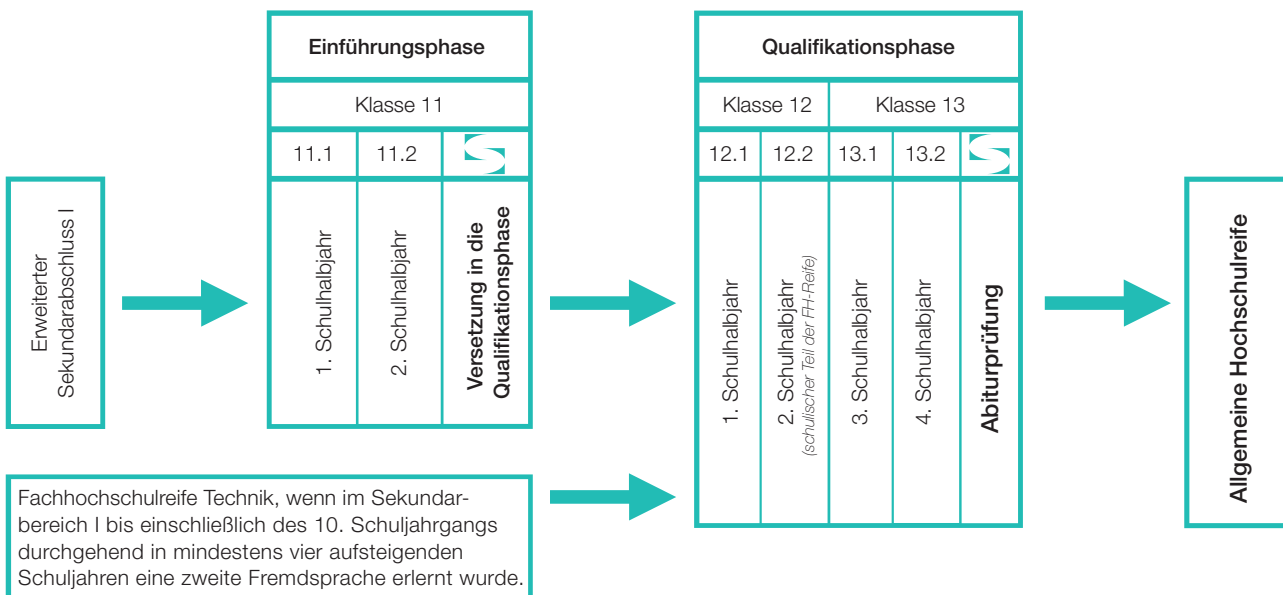 Erweiterter
Sekundarabschluss I
Einführungsphase
Klasse 11
11.1
11.2
1. Schulhalbjahr
2. Schulhalbjahr
Versetzung in die
Qualifikationsphase
Fachhochschulreife Technik, wenn im Sekundar-
bereich I bis einschließlich des 10. Schuljahrgangs
durchgehend in mindestens vier aufsteigenden
Schuljahren eine zweite Fremdsprache erlernt wurde.
Qualifikationsphase
Klasse 12
Klasse 13
12.1
12.2
13.1
13.2
1. Schulhalbjahr
2. Schulhalbjahr
(schulischer Teil der FH-Reife)
3. Schulhalbjahr
4. Schulhalbjahr
Abiturprüfung
Allgemeine Hochschulreife